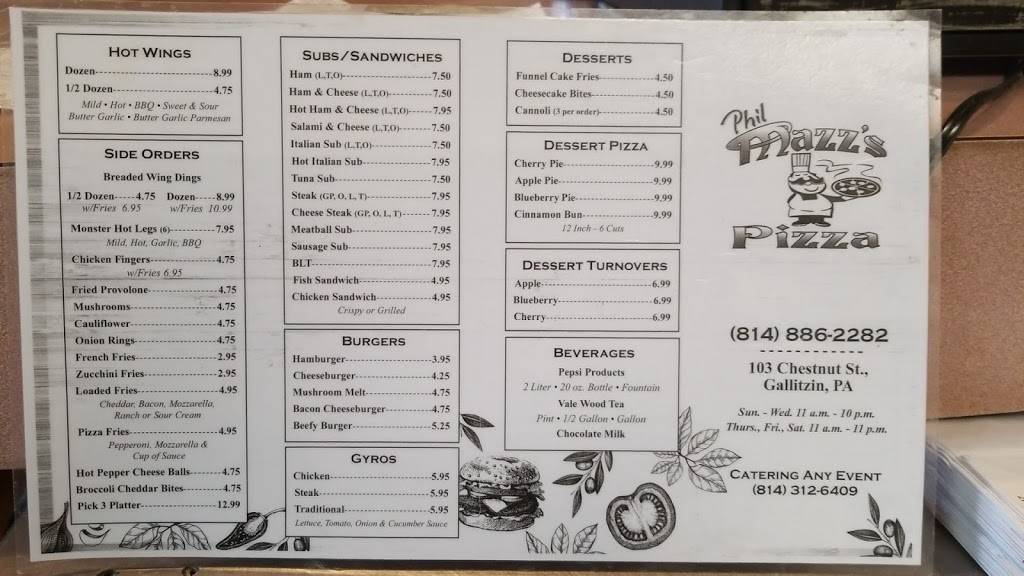 HOT WINGS
Dozen 8.99
1/2 Dozen 4.75
Mild • Hot • BBQ • Sweet & Sour
Butter Garlic • Butter Garlic Parmesan
SIDE ORDERS
Breaded Wing Dings
1/2 Dozen-----4.75 Dozen-----8.99
w/Fries 6.95 w/Fries 10.99
Monster Hot Legs (6) 7.95
Mild, Hot, Garlic, BBQ
Chicken Fingers 4.75
w/Fries 6.95
Fried Provolone 4.75
Mushrooms 4.75
Cauliflower 4.75
Onion Rings 4.75
French Fries 2.95
Zucchini Fries 2.95
Loaded Fries 4.95
Cheddar, Bacon, Mozzarella,
Ranch or Sour Cream
Pizza Fries 4.95
Pepperoni, Mozzarella &
Cup of Sauce
Hot Pepper Cheese Balls 4.75
Broccoli Cheddar Bites 4.75
Pick 3 Platter 12.99
SUBS/SANDWICHES
Ham (L,T,O) 7.50
Ham & Cheese (L,T,O) 7.50
Hot Ham & Cheese (L,T,O) 7.95
Salami & Cheese (L,T,O) 7.50
Italian Sub (L,T,O) 7.50
Hot Italian Sub 7.95
Tuna Sub 7.50
Steak (GP, O, L, T) 7.95
Cheese Steak (GP, O, L, T) 7.95
Meatball Sub 7.95
Sausage Sub 7.95
BLT 7.95
Fish Sandwich 4.95
Chicken Sandwich 4.95
Crispy or Grilled
BURGERS
Hamburger 3.95
Cheeseburger 4.25
Mushroom Melt 4.75
Bacon Cheeseburger 4.75
Beefy Burger 5.25
GYROS
Chicken 5.95
Steak 5.95
Traditional 5.95
Lettuce, Tomato, Onion & Cucumber Sauce
DESSERTS
Funnel Cake Fries 4.50
Cheesecake Bites 4.50
Cannoli (3 per order) 4.50
DESSERT PIZZA
Cherry Pie 9.99
Apple Pie 9.99
Blueberry Pie 9.99
Cinnamon Bun 9.99
12 Inch - 6 Cuts
DESSERT TURNOVERS
Apple 6.99
Blueberry 6.99
Cherry 6.99
BEVERAGES
Pepsi Products
2 Liter • 20 oz. Bottle • Fountain
Vale Wood Tea
Pint • 1/2 Gallon • Gallon
Chocolate Milk
Phil
Mazz's
Pizza
(814) 886-2282
103 Chestnut St.,
Gallitzin, PA
Sun. - Wed. 11 a.m. - 10 p.m.
Thurs., Fri., Sat. 11 a.m. - 11 p.m.
CATERING ANY EVENT
(814) 312-6409